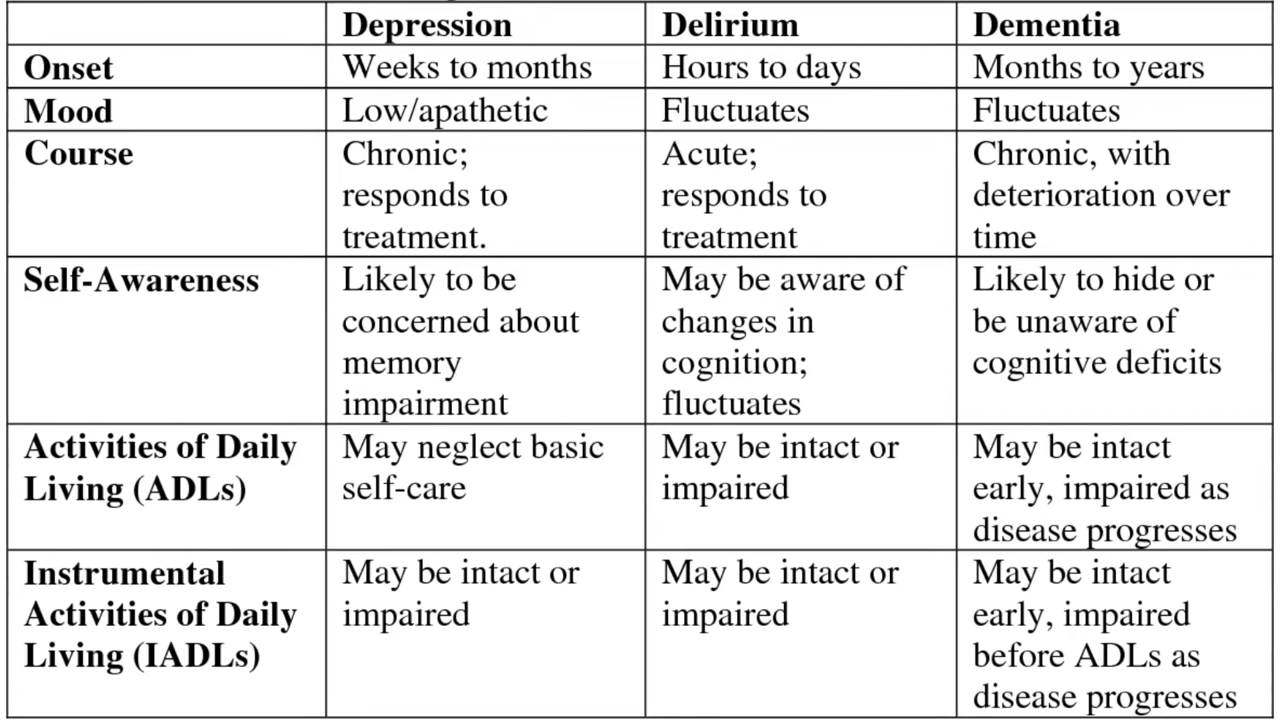 Depression Delirium Dementia
Onset Weeks to months Hours to days Months to years
Mood Low/apathetic Fluctuates Fluctuates
Course Chronic; Acute; Chronic, with
responds to responds to deterioration over
treatment. treatment time
Self-Awareness Likely to be May be aware of Likely to hide or
concerned about changes in be unaware of
memory cognition; cognitive deficits
impairment fluctuates
Activities of Daily May neglect basic May be intact or May be intact
Living (ADLs) self-care impaired early, impaired as
disease progresses
Instrumental May be intact or May be intact or May be intact
Activities of Daily impaired impaired early, impaired
Living (IADLs) before ADLs as
disease progresses